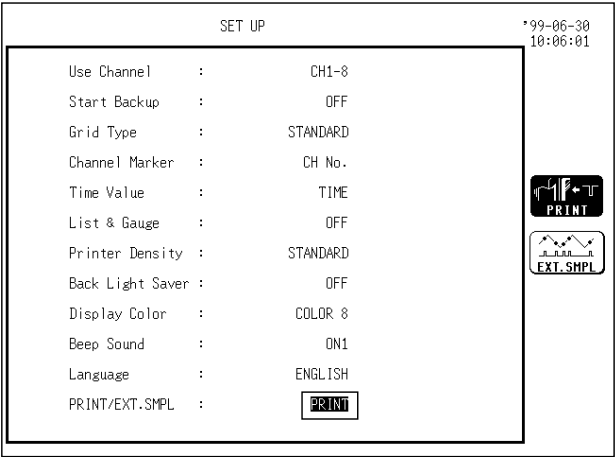 SET UP
'99-06-30
10:06:01
Use Channel : CH1-8
Start Backup : OFF
Grid Type : STANDARD
Channel Marker : CH No.
Time Value : TIME
List & Gauge : OFF
Printer Density : STANDARD
Back Light Saver : OFF
Display Color : COLOR 8
Beep Sound : ON1
Language : ENGLISH
PRINT/EXT.SMPL : PRINT
PRINT
EXT.SMPL